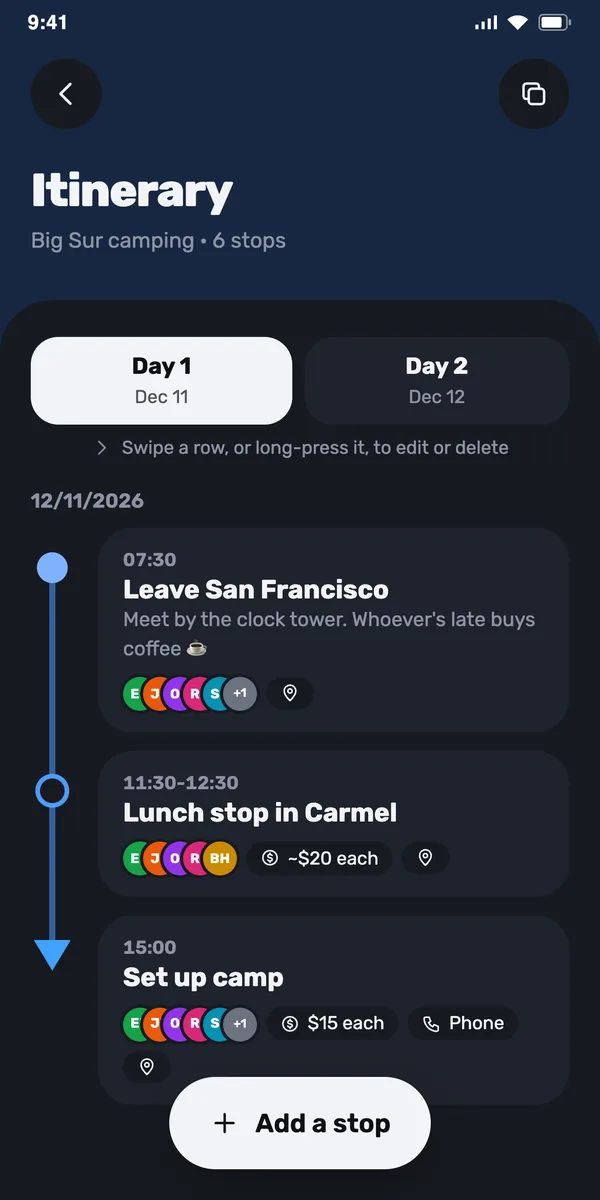 9:41
Itinerary
Big Sur camping • 6 stops
Day 1
Dec 11
Day 2
Dec 12
Swipe a row, or long-press it, to edit or delete
12/11/2026
07:30
Leave San Francisco
Meet by the clock tower. Whoever's late buys
coffee ☕
E J O R S +1
11:30-12:30
Lunch stop in Carmel
E J O R BH ~$20 each
15:00
Set up camp
E J O R S +1 $15 each Phone
Add a stop